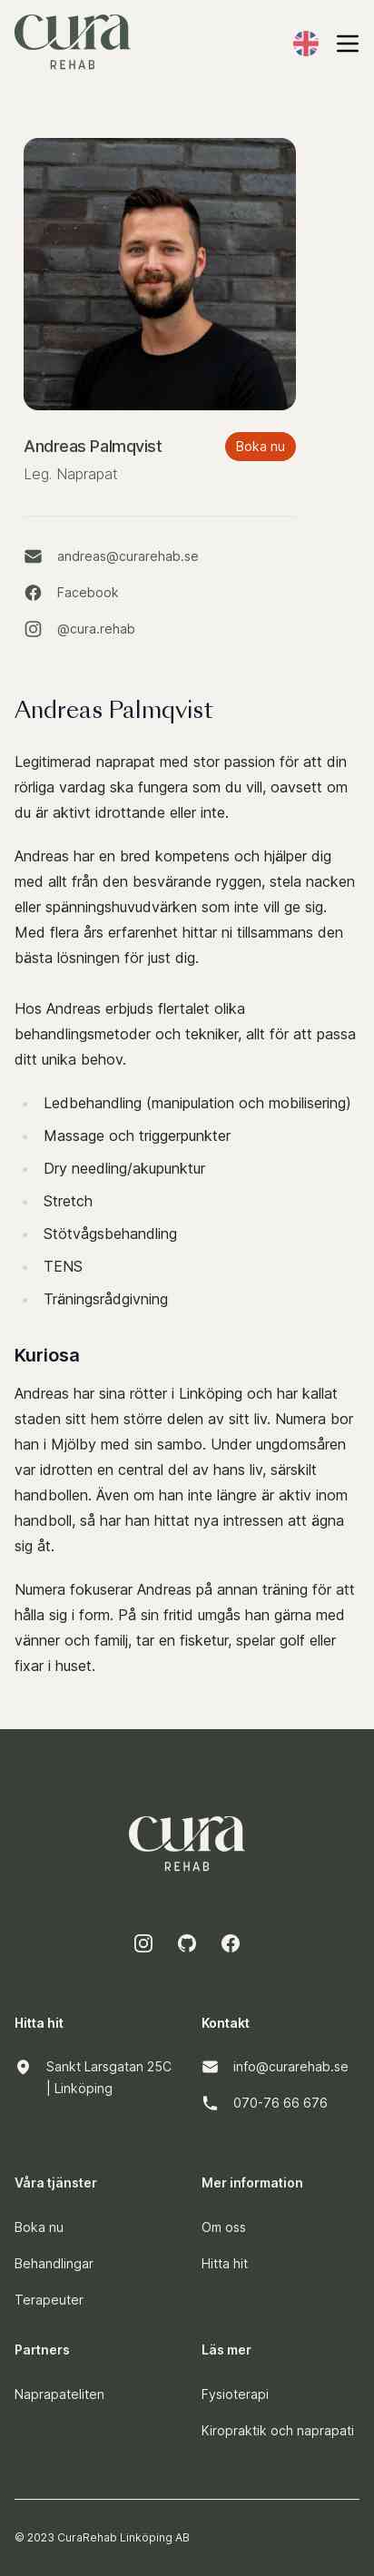 cura
REHAB
Andreas Palmqvist
Boka nu
Leg. Naprapat
andreas@curarehab.se
Facebook
@cura.rehab
Andreas Palmqvist
Legitimerad naprapat med stor passion för att din
rörliga vardag ska fungera som du vill, oavsett om
du är aktivt idrottande eller inte.
Andreas har en bred kompetens och hjälper dig
med allt från den besvärande ryggen, stela nacken
eller spänningshuvudvärken som inte vill ge sig.
Med flera års erfarenhet hittar ni tillsammans den
bästa lösningen för just dig.
Hos Andreas erbjuds flertalet olika
behandlingsmetoder och tekniker, allt för att passa
ditt unika behov.
Ledbehandling (manipulation och mobilisering)
Massage och triggerpunkter
Dry needling/akupunktur
Stretch
Stötvågsbehandling
TENS
Träningsrådgivning
Kuriosa
Andreas har sina rötter i Linköping och har kallat
staden sitt hem större delen av sitt liv. Numera bor
han i Mjölby med sin sambo. Under ungdomsåren
var idrotten en central del av hans liv, särskilt
handbollen. Även om han inte längre är aktiv inom
handboll, så har han hittat nya intressen att ägna
sig åt.
Numera fokuserar Andreas på annan träning för att
hålla sig i form. På sin fritid umgås han gärna med
vänner och familj, tar en fisketur, spelar golf eller
fixar i huset.
cura
REHAB
Hitta hit
Sankt Larsgatan 25C
| Linköping
Kontakt
info@curarehab.se
070-76 66 676
Våra tjänster
Boka nu
Behandlingar
Terapeuter
Mer information
Om oss
Hitta hit
Partners
Naprapateliten
Läs mer
Fysioterapi
Kiropraktik och naprapati
© 2023 CuraRehab Linköping AB